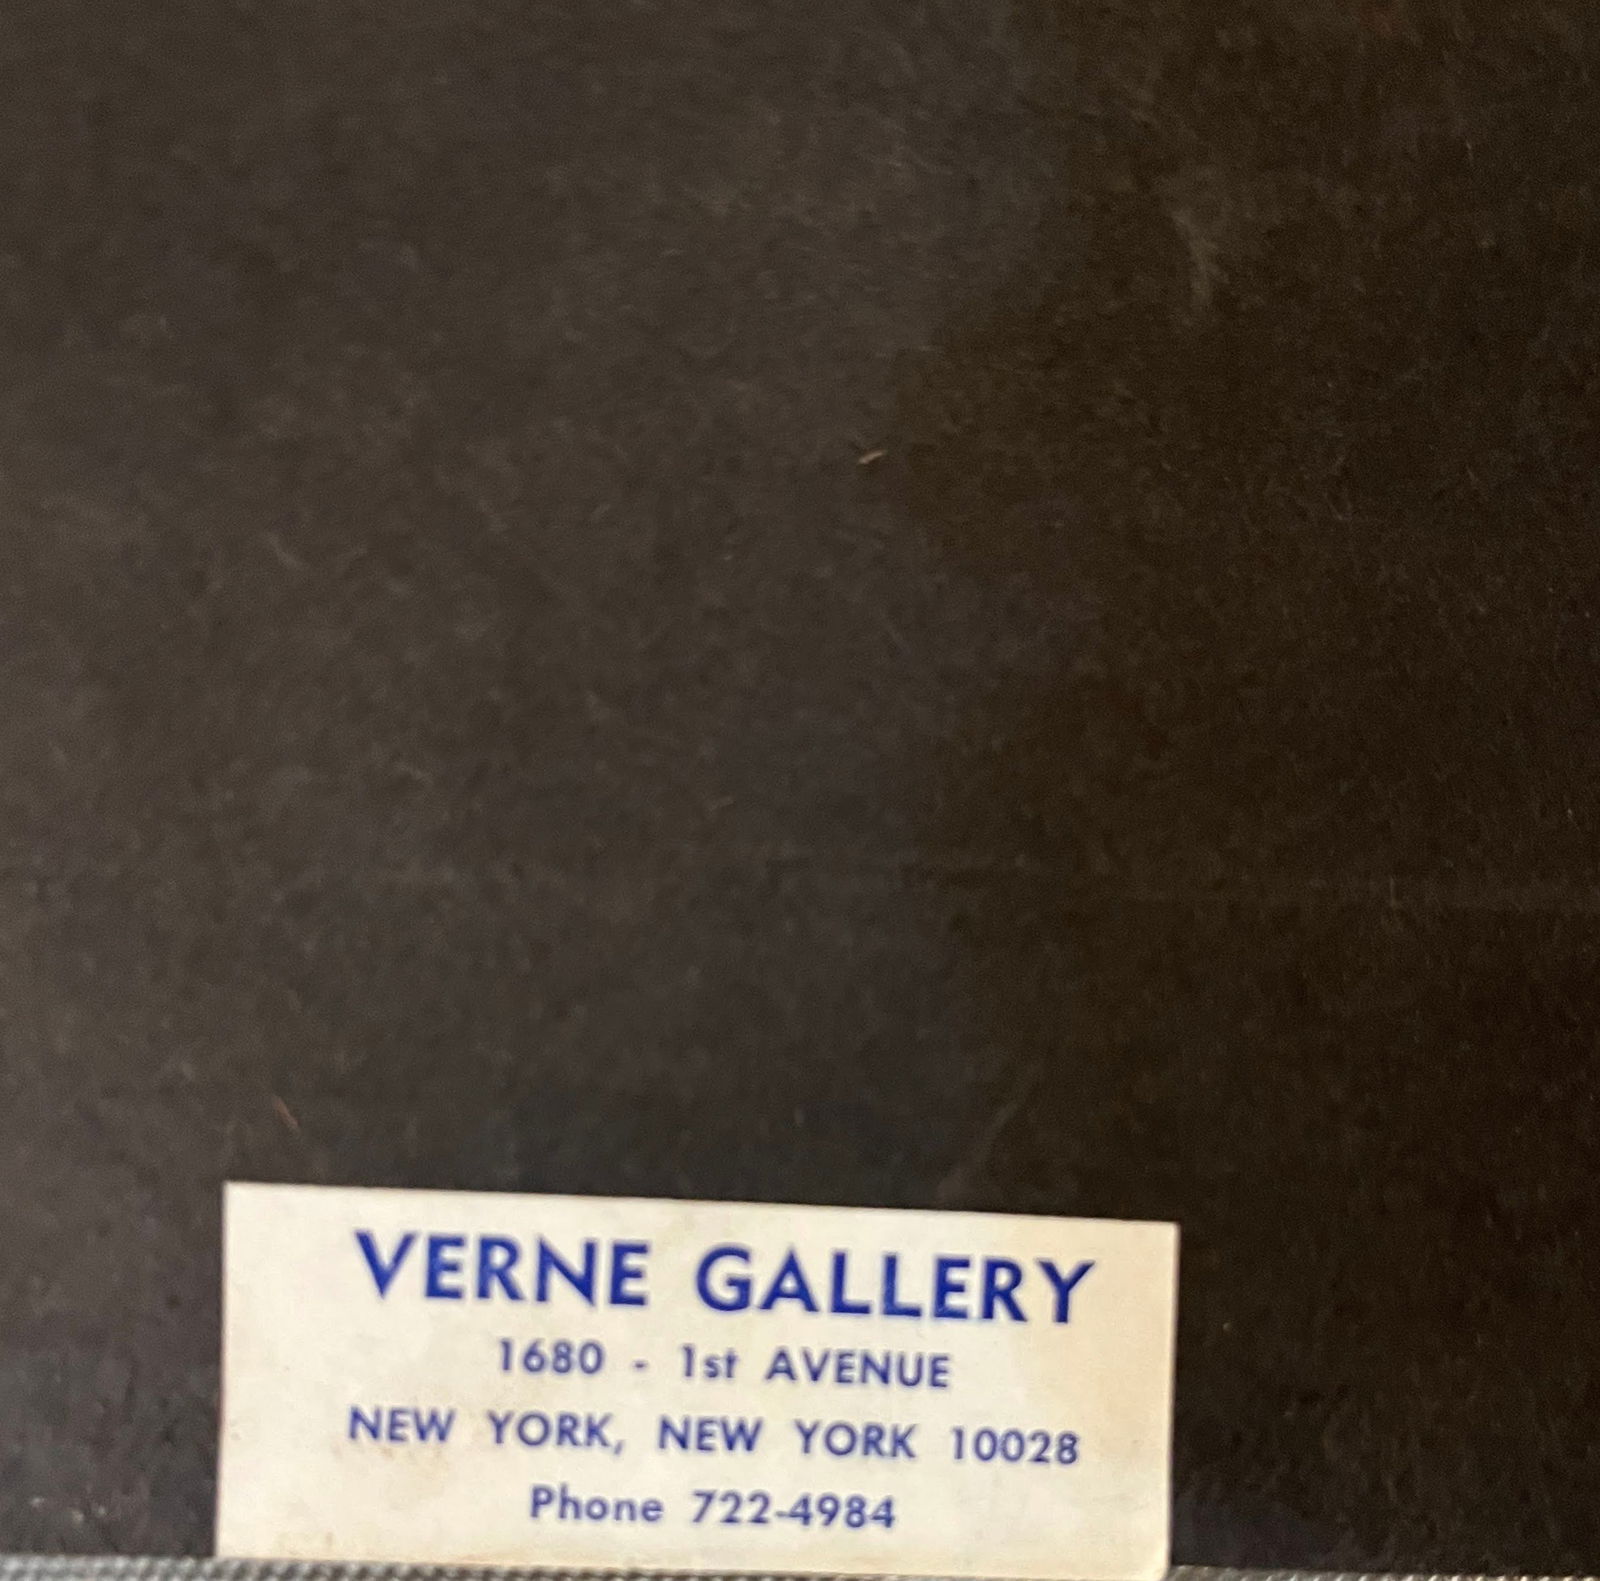 VERNE GALLERY
1680 - 1st AVENUE
NEW YORK, NEW YORK 10028
Phone 722-4984